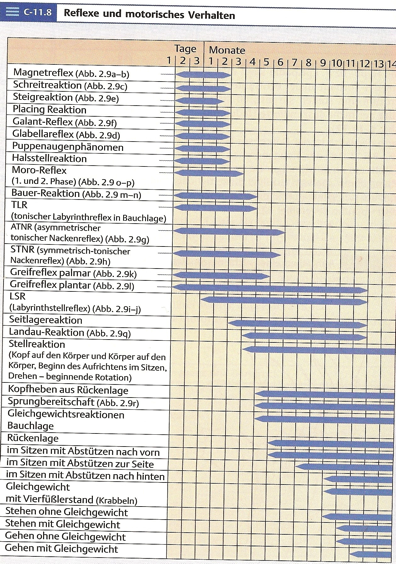 C-11.8 Reflexe und motorisches Verhalten
Tage Monate
1 2 3 1 2 3 4 5 6 7 8 9 10 11 12 13 14
Magnetreflex (Abb. 2.9a–b)
Schreitreaktion (Abb. 2.9c)
Steigreaktion (Abb. 2.9e)
Placing Reaktion
Galant-Reflex (Abb. 2.9f)
Glabellareflex (Abb. 2.9d)
Puppenaugenphänomen
Halsstellreaktion
Moro-Reflex
(1. und 2. Phase) (Abb. 2.9 o–p)
Bauer-Reaktion (Abb. 2.9 m–n)
TLR
(tonischer Labyrinthreflex in Bauchlage)
ATNR (asymmetrischer
tonischer Nackenreflex) (Abb. 2.9g)
STNR (symmetrisch-tonischer
Nackenreflex) (Abb. 2.9h)
Greifreflex palmar (Abb. 2.9k)
Greifreflex plantar (Abb. 2.9l)
LSR
(Labyrinthstellreflex) (Abb. 2.9i–j)
Seitlagereaktion
Landau-Reaktion (Abb. 2.9q)
Stellreaktion
(Kopf auf den Körper und Körper auf den
Körper, Beginn des Aufrichtens im Sitzen,
Drehen – beginnende Rotation)
Kopfheben aus Rückenlage
Sprungbereitschaft (Abb. 2.9r)
Gleichgewichtsreaktionen
Bauchlage
Rückenlage
im Sitzen mit Abstützen nach vorn
im Sitzen mit Abstützen zur Seite
im Sitzen mit Abstützen nach hinten
Gleichgewicht
mit Vierfüßlerstand (Krabbeln)
Stehen ohne Gleichgewicht
Stehen mit Gleichgewicht
Gehen ohne Gleichgewicht
Gehen mit Gleichgewicht